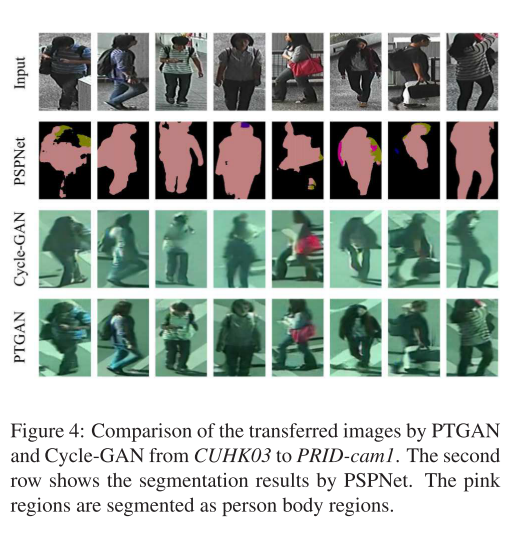 Input
PSPNet
Cycle-GAN
PTGAN
Figure 4: Comparison of the transferred images by PTGAN
and Cycle-GAN from CUHK03 to PRID-cam1. The second
row shows the segmentation results by PSPNet. The pink
regions are segmented as person body regions.